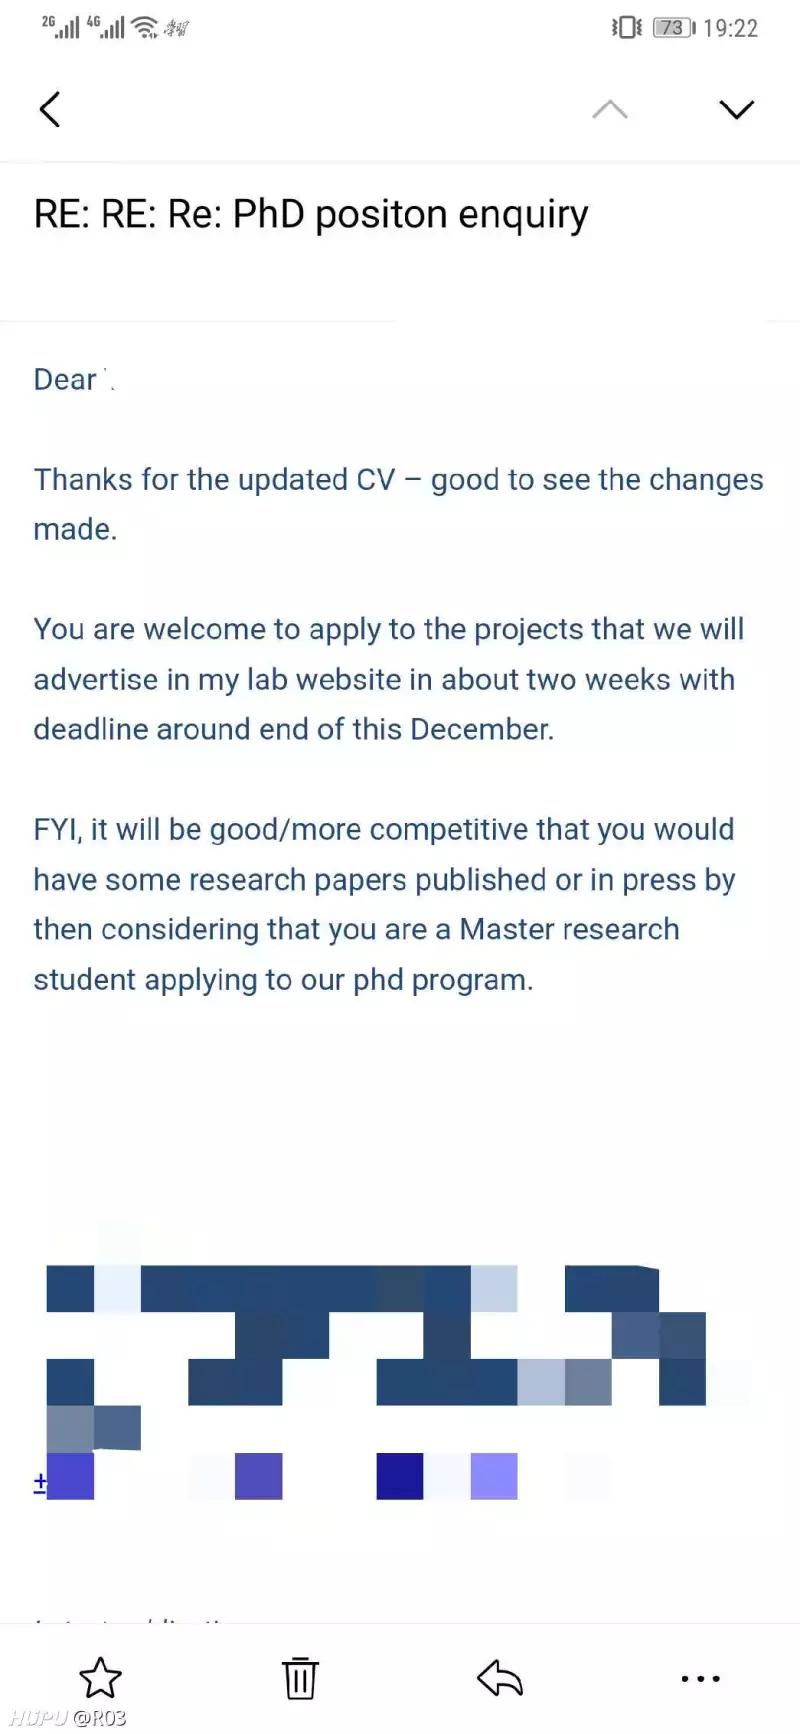 2G 4G 73 19:22
RE: RE: Re: PhD positon enquiry
Dear
Thanks for the updated CV – good to see the changes
made.
You are welcome to apply to the projects that we will
advertise in my lab website in about two weeks with
deadline around end of this December.
FYI, it will be good/more competitive that you would
have some research papers published or in press by
then considering that you are a Master research
student applying to our phd program.
±
HUPU @R03